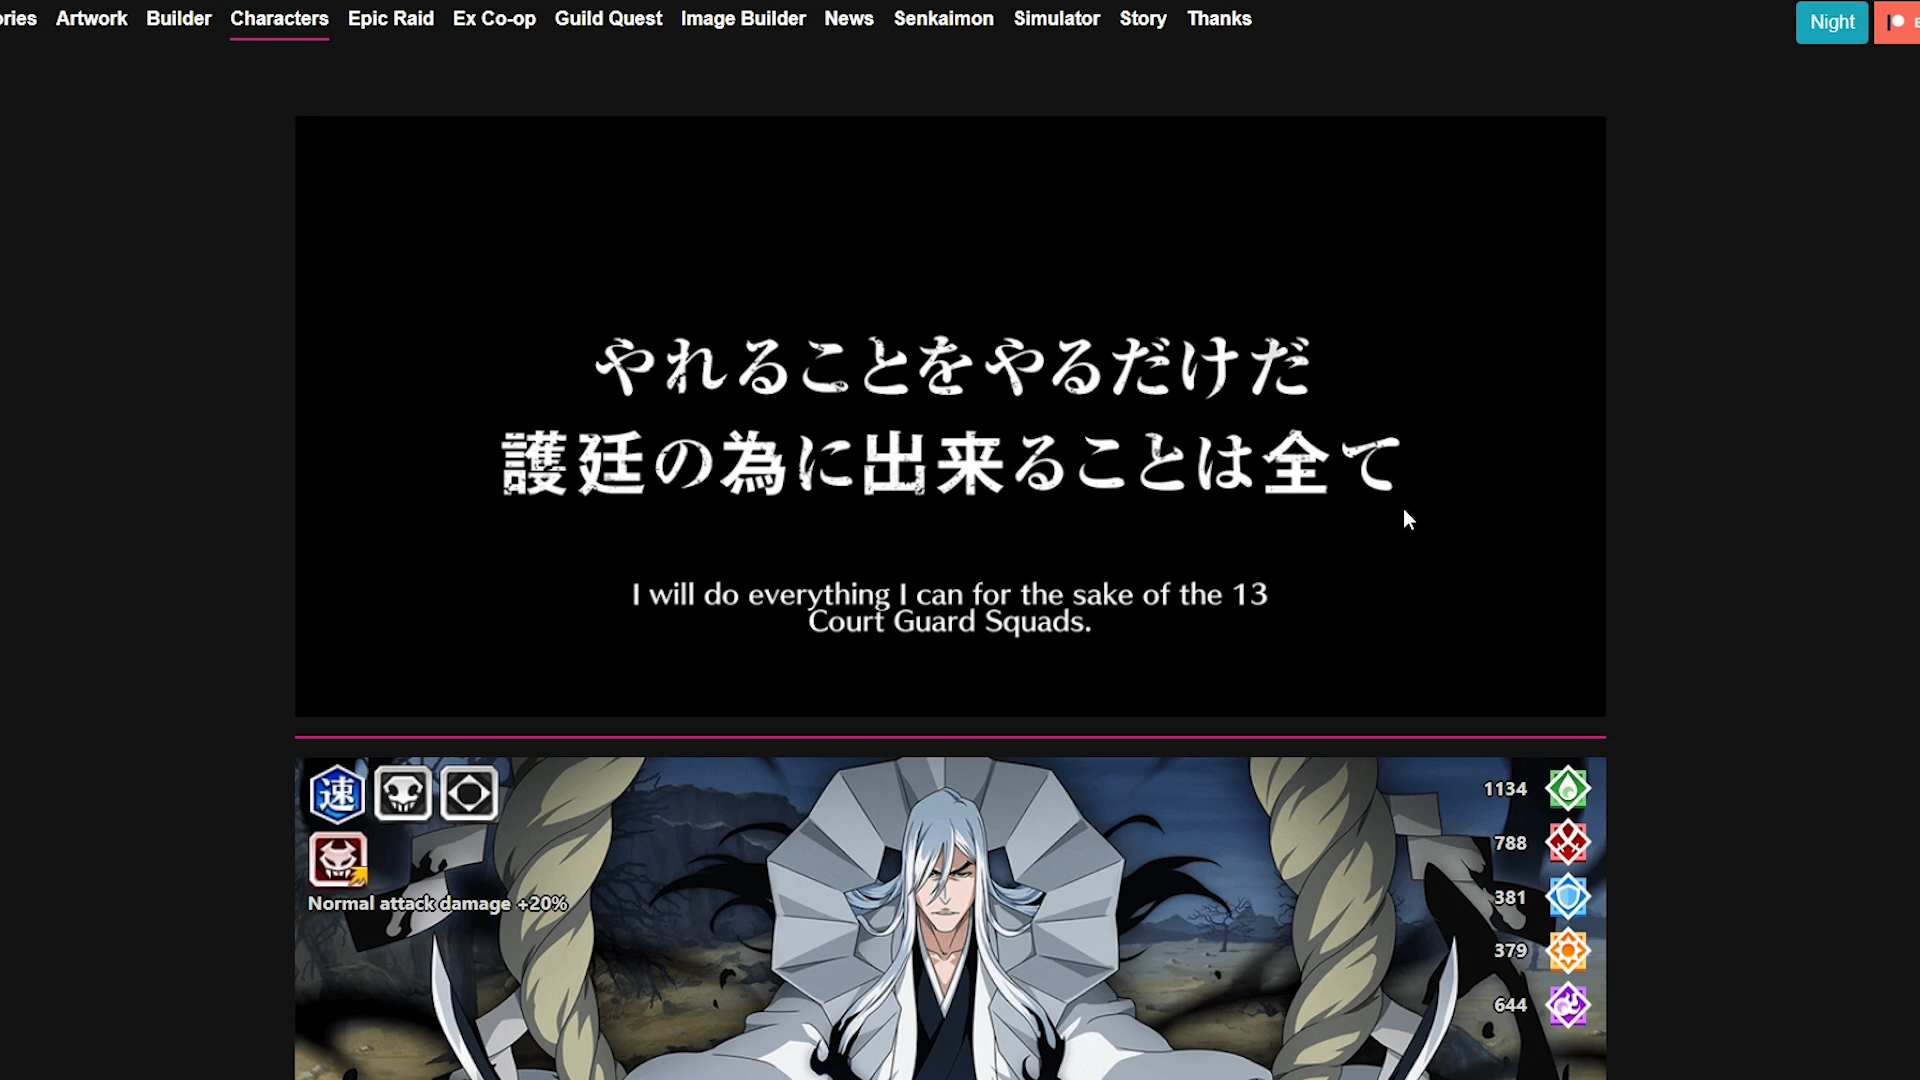 ories Artwork Builder Characters Epic Raid Ex Co-op Guild Quest Image Builder News Senkaimon Simulator Story Thanks Night
やれることをやるだけだ
護廷の為に出来ることは全て
I will do everything I can for the sake of the 13
Court Guard Squads.
速
Normal attack damage +20%
1134
788
381
379
644